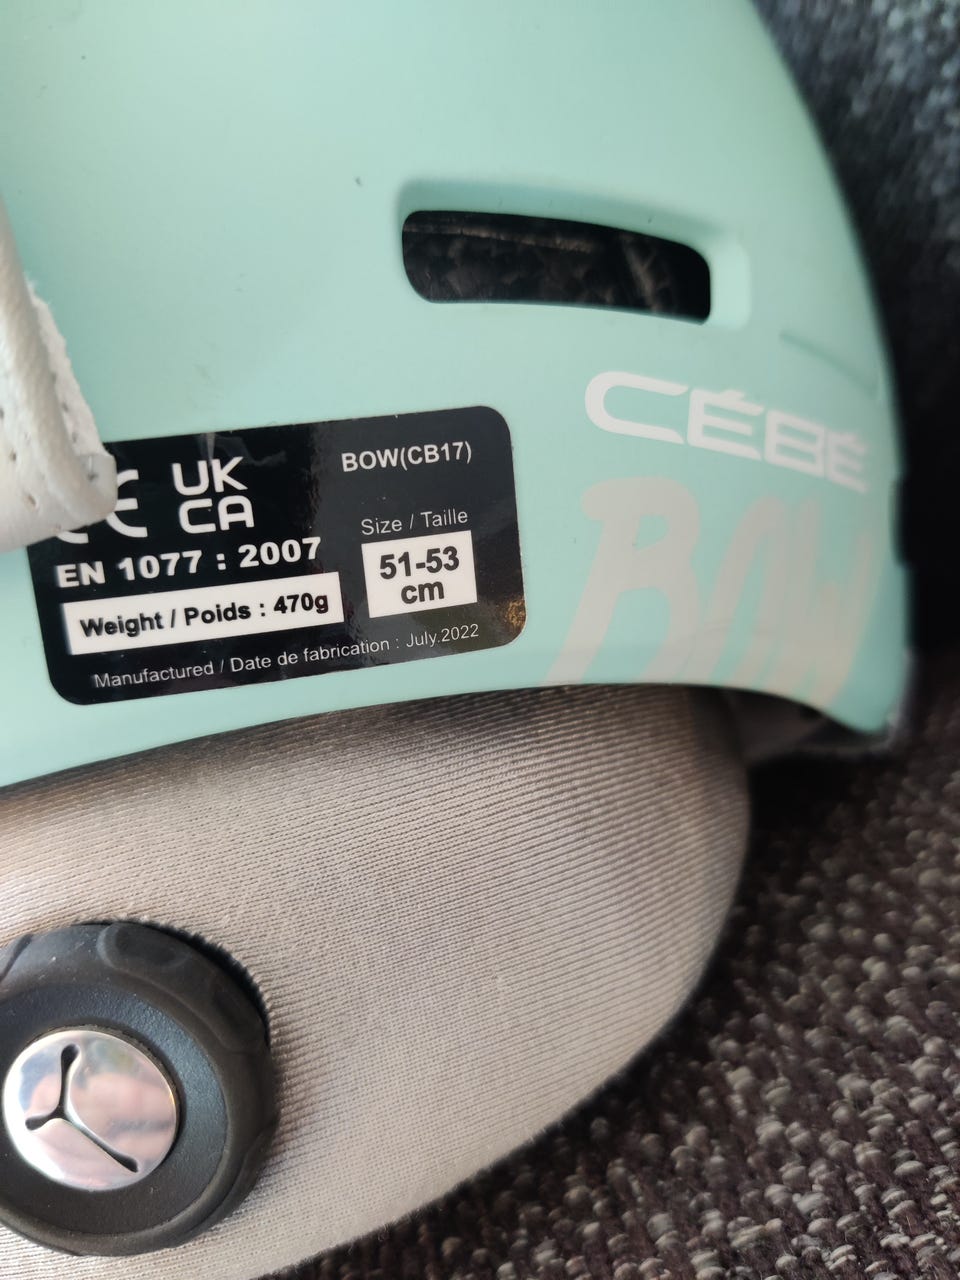 CÉBÉ
BOW
CE UK
CA
BOW(CB17)
EN 1077 : 2007
Size / Taille
51-53
cm
Weight / Poids : 470g
Manufactured / Date de fabrication : July.2022